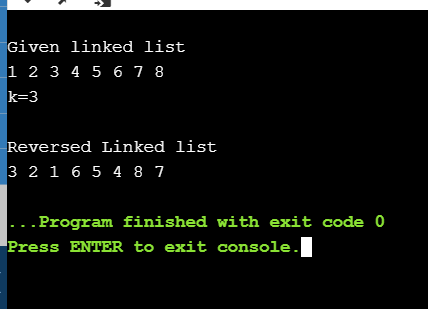 Given linked list
1 2 3 4 5 6 7 8
k=3
Reversed Linked list
3 2 1 6 5 4 8 7
...Program finished with exit code 0
Press ENTER to exit console.